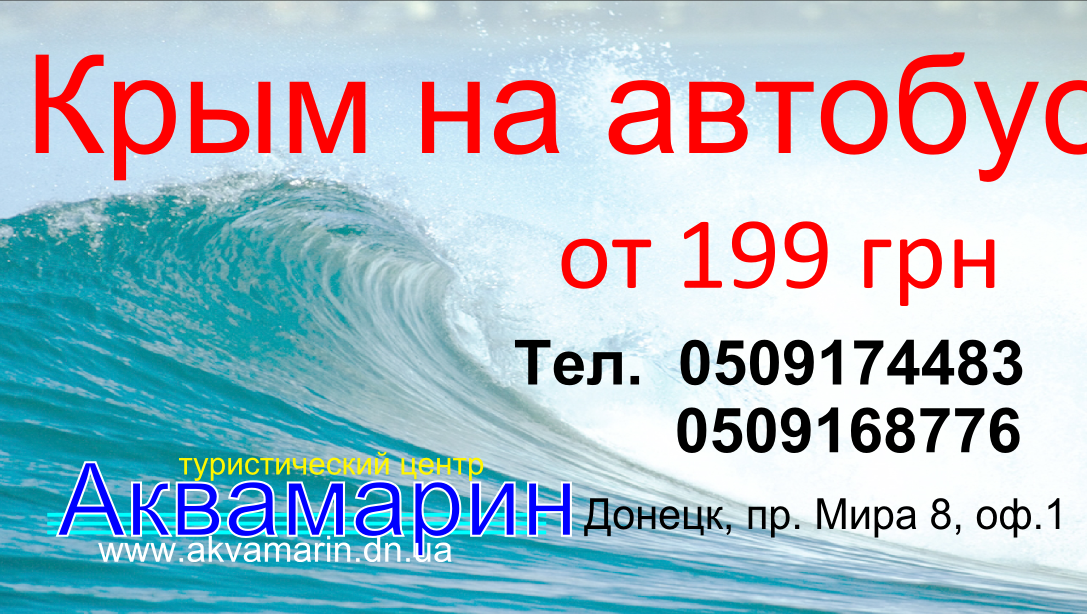 Крым на автобус
от 199 грн
Тел. 0509174483
0509168776
туристический центр
Аквамарин
Донецк, пр. Мира 8, оф.1
www.akvamarin.dn.ua